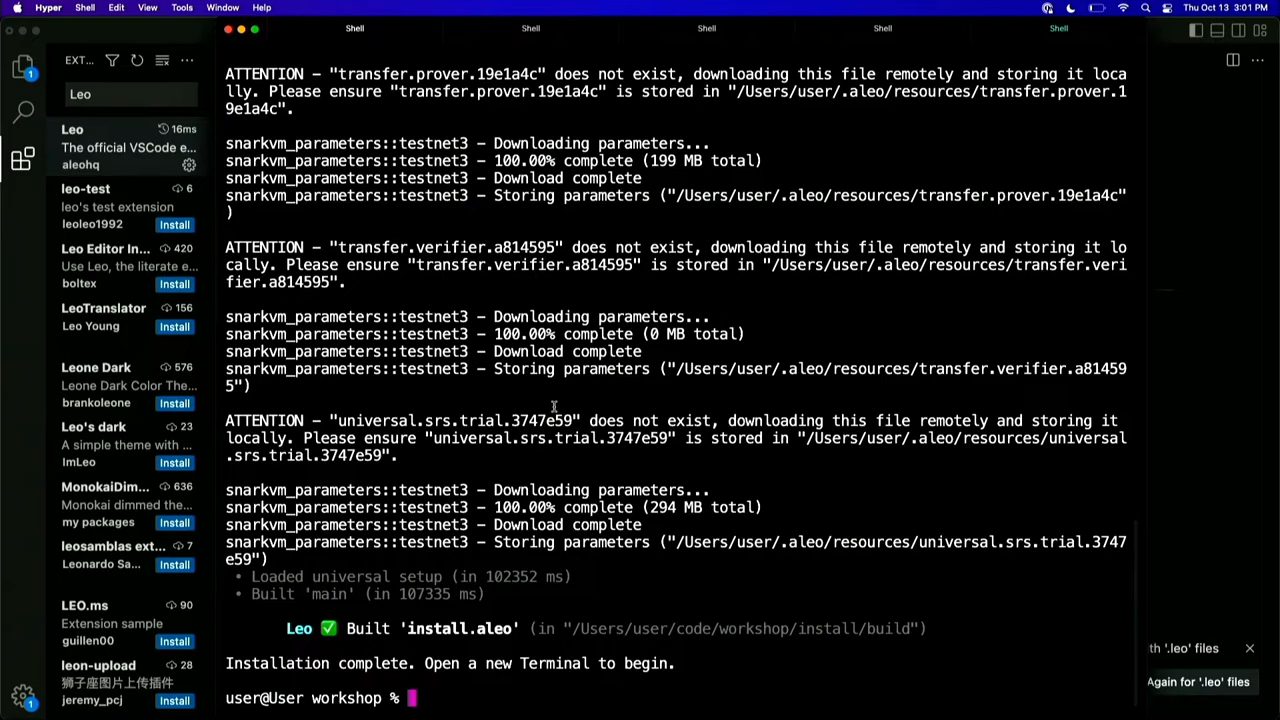 Hyper Shell Edit View Tools Window Help
Thu Oct 13 3:01 PM
Shell Shell Shell Shell Shell
EXT...
1
Leo
Leo 16ms
The official VSCode e...
aleohq
leo-test 6
leo's test extension
leoleo1992 Install
Leo Editor In... 420
Use Leo, the literate e...
boltex Install
LeoTranslator 156
Leo Young Install
Leone Dark 576
Leone Dark Color The...
brankoleone Install
Leo's dark 23
A simple theme with ...
ImLeo Install
MonokaiDim... 636
Monokai dimmed the...
my packages Install
leosamblas ext... 7
Leonardo Sa... Install
LEO.ms 90
Extension sample
guillen00 Install
leon-upload 28
狮子座图片上传插件
jeremy_pcj Install
1
ATTENTION - "transfer.prover.19e1a4c" does not exist, downloading this file remotely and storing it loca
lly. Please ensure "transfer.prover.19e1a4c" is stored in "/Users/user/.aleo/resources/transfer.prover.1
9e1a4c".
snarkvm_parameters::testnet3 - Downloading parameters...
snarkvm_parameters::testnet3 - 100.00% complete (199 MB total)
snarkvm_parameters::testnet3 - Download complete
snarkvm_parameters::testnet3 - Storing parameters ("/Users/user/.aleo/resources/transfer.prover.19e1a4c"
)
ATTENTION - "transfer.verifier.a814595" does not exist, downloading this file remotely and storing it lo
cally. Please ensure "transfer.verifier.a814595" is stored in "/Users/user/.aleo/resources/transfer.veri
fier.a814595".
snarkvm_parameters::testnet3 - Downloading parameters...
snarkvm_parameters::testnet3 - 100.00% complete (0 MB total)
snarkvm_parameters::testnet3 - Download complete
snarkvm_parameters::testnet3 - Storing parameters ("/Users/user/.aleo/resources/transfer.verifier.a81459
5")
ATTENTION - "universal.srs.trial.3747e59" does not exist, downloading this file remotely and storing it
locally. Please ensure "universal.srs.trial.3747e59" is stored in "/Users/user/.aleo/resources/universal
.srs.trial.3747e59".
snarkvm_parameters::testnet3 - Downloading parameters...
snarkvm_parameters::testnet3 - 100.00% complete (294 MB total)
snarkvm_parameters::testnet3 - Download complete
snarkvm_parameters::testnet3 - Storing parameters ("/Users/user/.aleo/resources/universal.srs.trial.3747
e59")
• Loaded universal setup (in 102352 ms)
• Built 'main' (in 107335 ms)
Leo ✅ Built 'install.aleo' (in "/Users/user/code/workshop/install/build")
Installation complete. Open a new Terminal to begin.
user@User workshop %
th '.leo' files
Again for '.leo' files